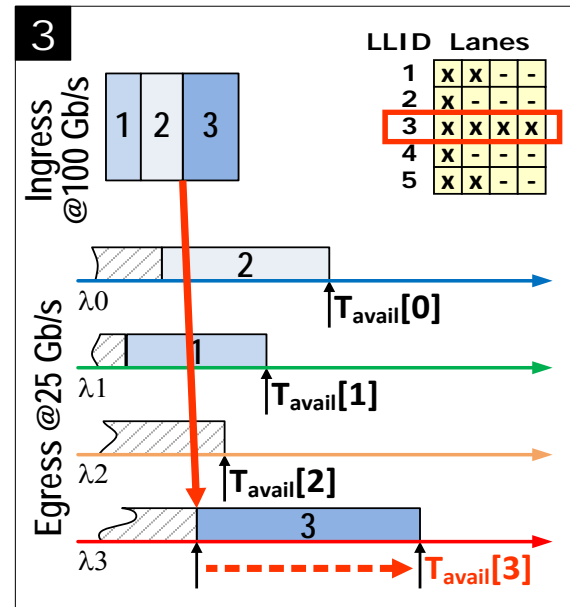 3
LLID Lanes
1 x x - -
2 x - - -
3 x x x x
4 x - - -
5 x x - -
Ingress
@100 Gb/s
1 2 3
Egress @25 Gb/s
2
λ0
Tavail[0]
1
λ1
Tavail[1]
λ2
Tavail[2]
3
λ3
Tavail[3]